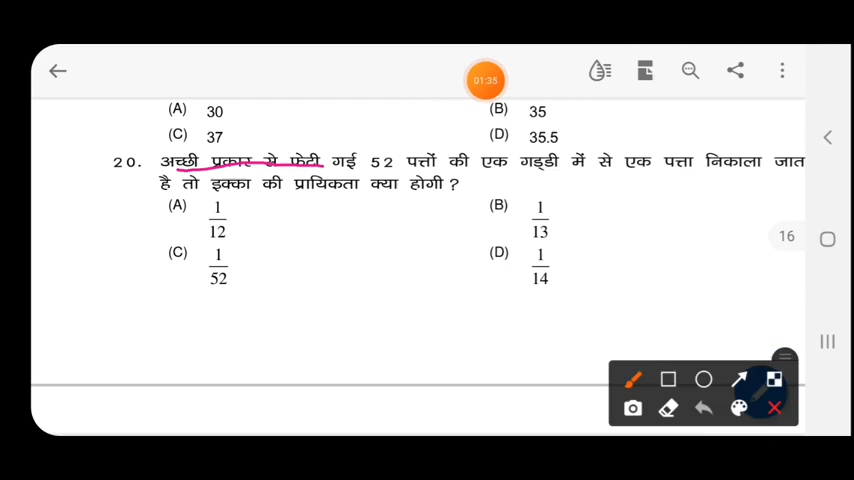 01:35
(A) 30 (B) 35
(C) 37 (D) 35.5
20. अच्छी प्रकार से फेटी गई 52 पत्तों की एक गड्डी में से एक पत्ता निकाला जात
है तो इक्का की प्रायिकता क्या होगी ?
(A) 1/12 (B) 1/13
(C) 1/52 (D) 1/14
16